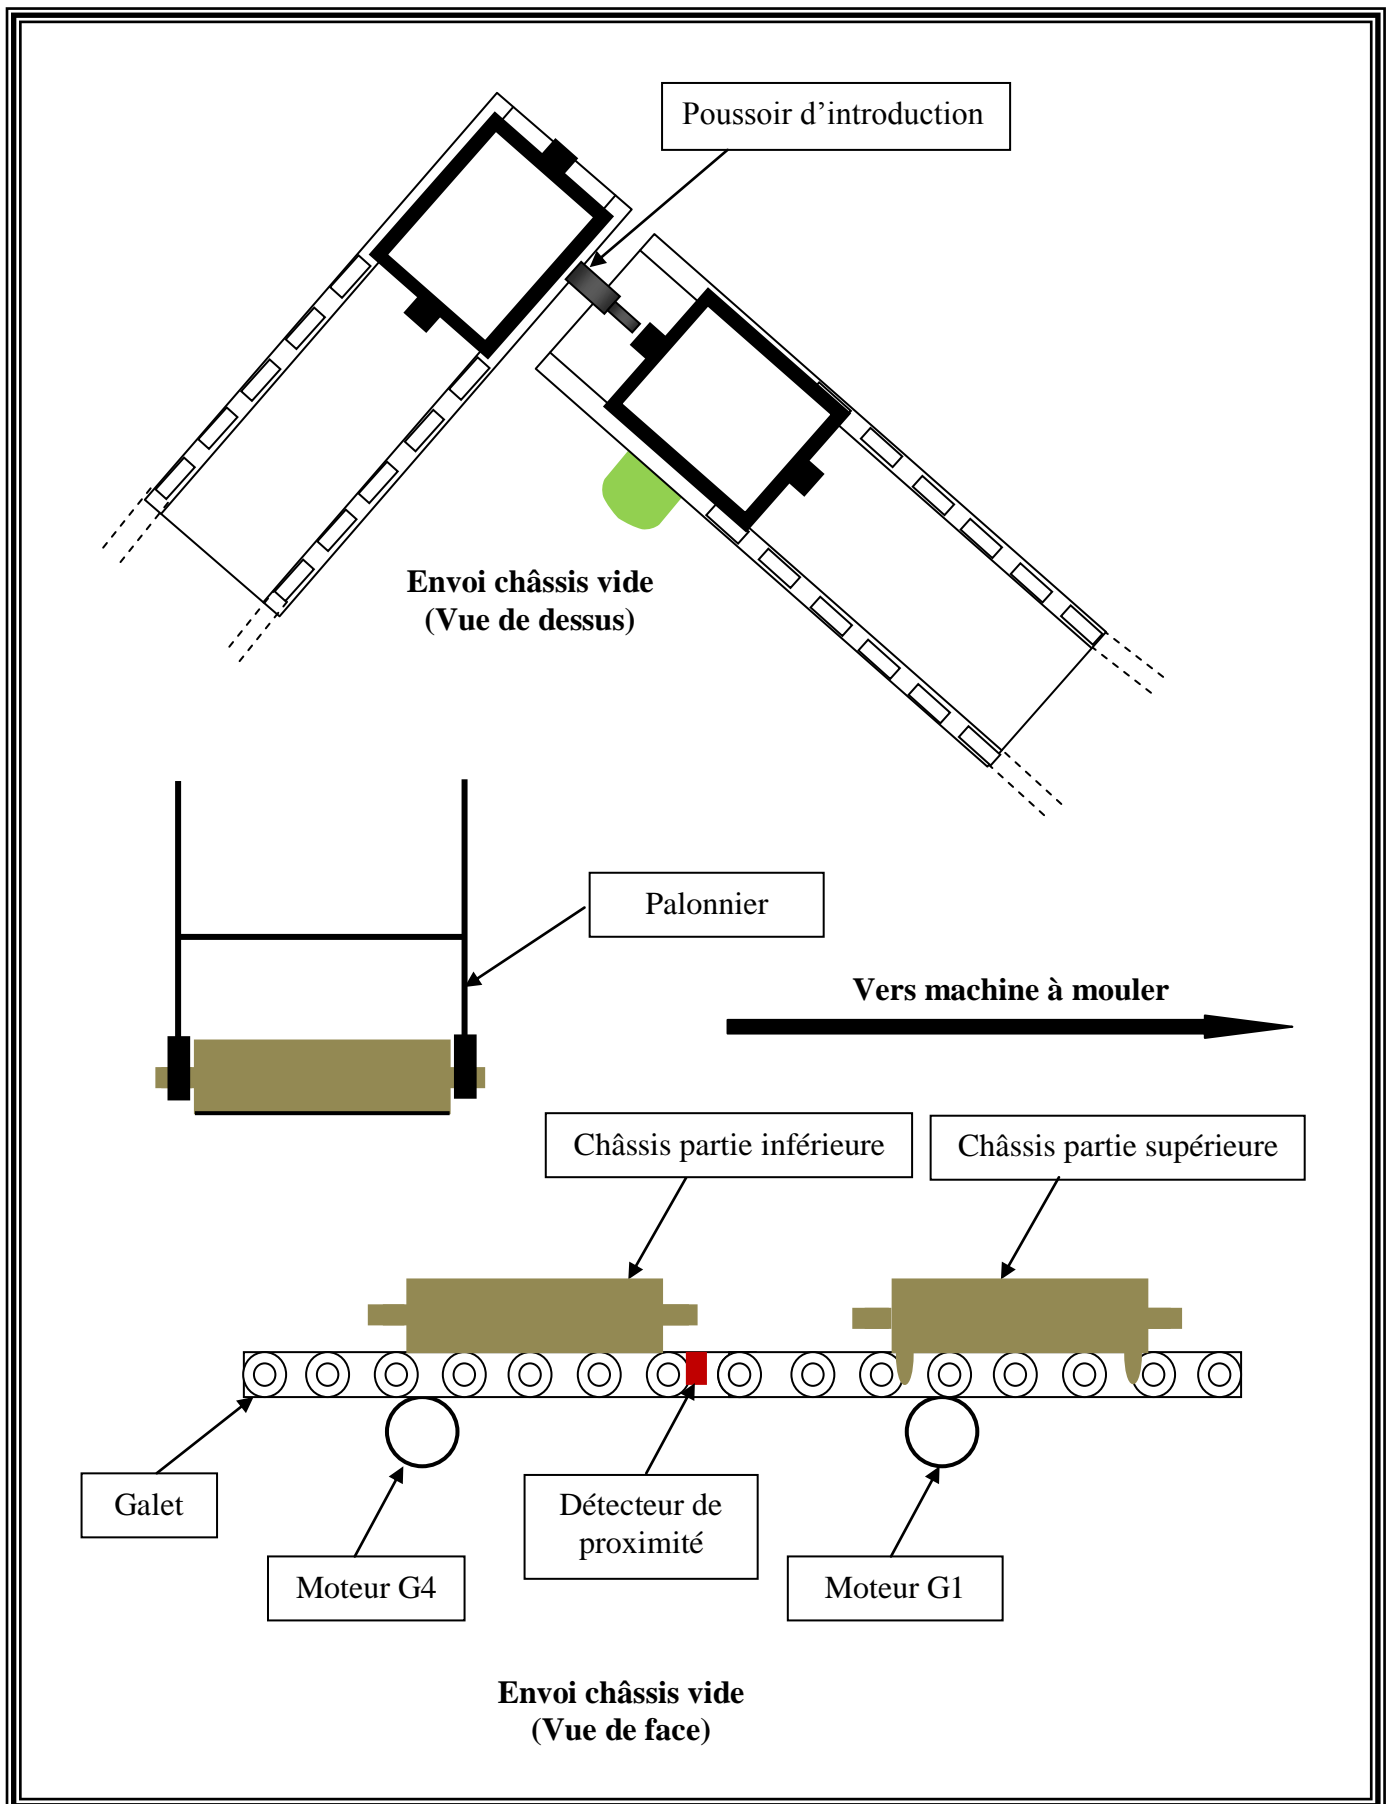 Poussoir d’introduction
Envoi châssis vide
(Vue de dessus)
Palonnier
Vers machine à mouler
Châssis partie inférieure
Châssis partie supérieure
Galet
Détecteur de
proximité
Moteur G4
Moteur G1
Envoi châssis vide
(Vue de face)